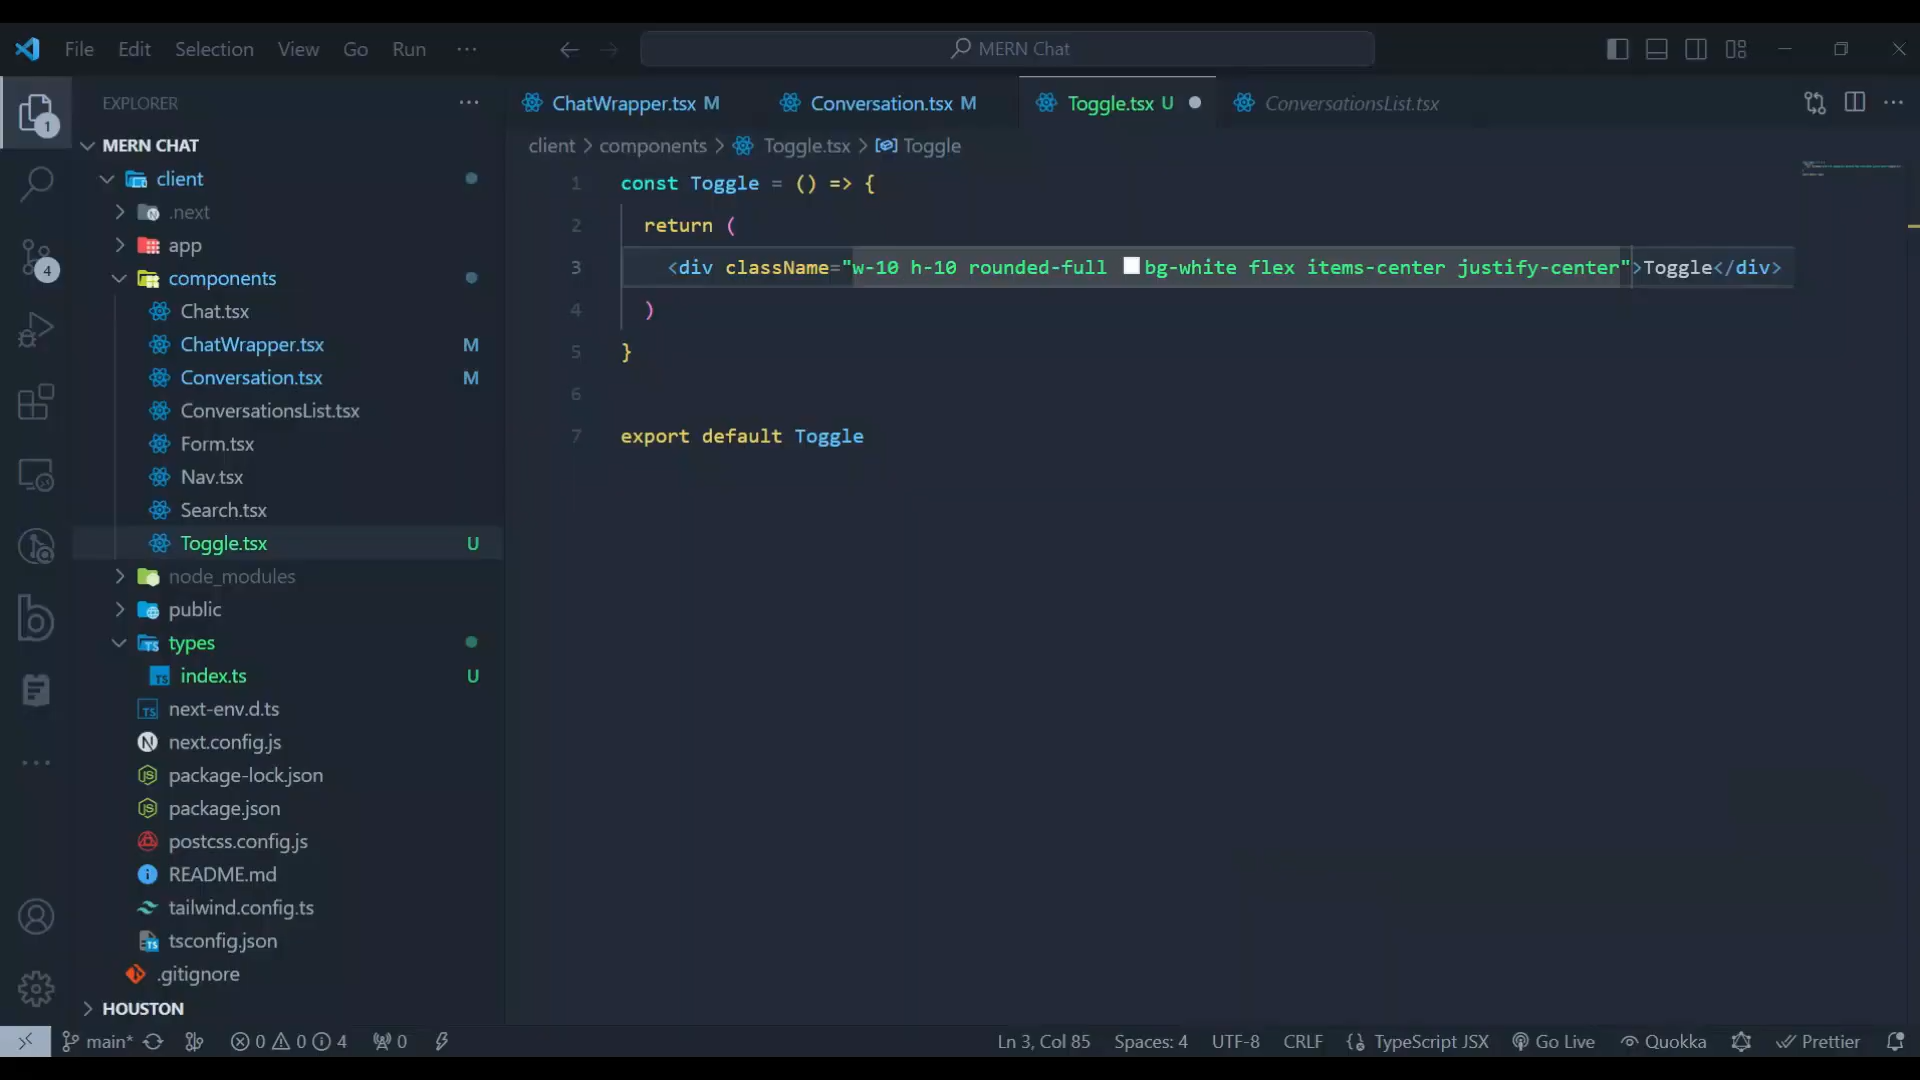 File Edit Selection View Go Run ··· MERN Chat
EXPLORER ···
ChatWrapper.tsx M Conversation.tsx M Toggle.tsx U ConversationsList.tsx ···
client > components > Toggle.tsx > Toggle
MERN CHAT
client
.next
app
components
Chat.tsx
ChatWrapper.tsx M
Conversation.tsx M
ConversationsList.tsx
Form.tsx
Nav.tsx
Search.tsx
Toggle.tsx U
node_modules
public
types
index.ts U
next-env.d.ts
next.config.js
package-lock.json
package.json
postcss.config.js
README.md
tailwind.config.ts
tsconfig.json
.gitignore
HOUSTON
1
4
1 const Toggle = () => {
2 return (
3 <div className="w-10 h-10 rounded-full bg-white flex items-center justify-center">Toggle</div>
4 )
5 }
6
7 export default Toggle
main* 0 0 4 0 Ln 3, Col 85 Spaces: 4 UTF-8 CRLF TypeScript JSX Go Live Quokka Prettier